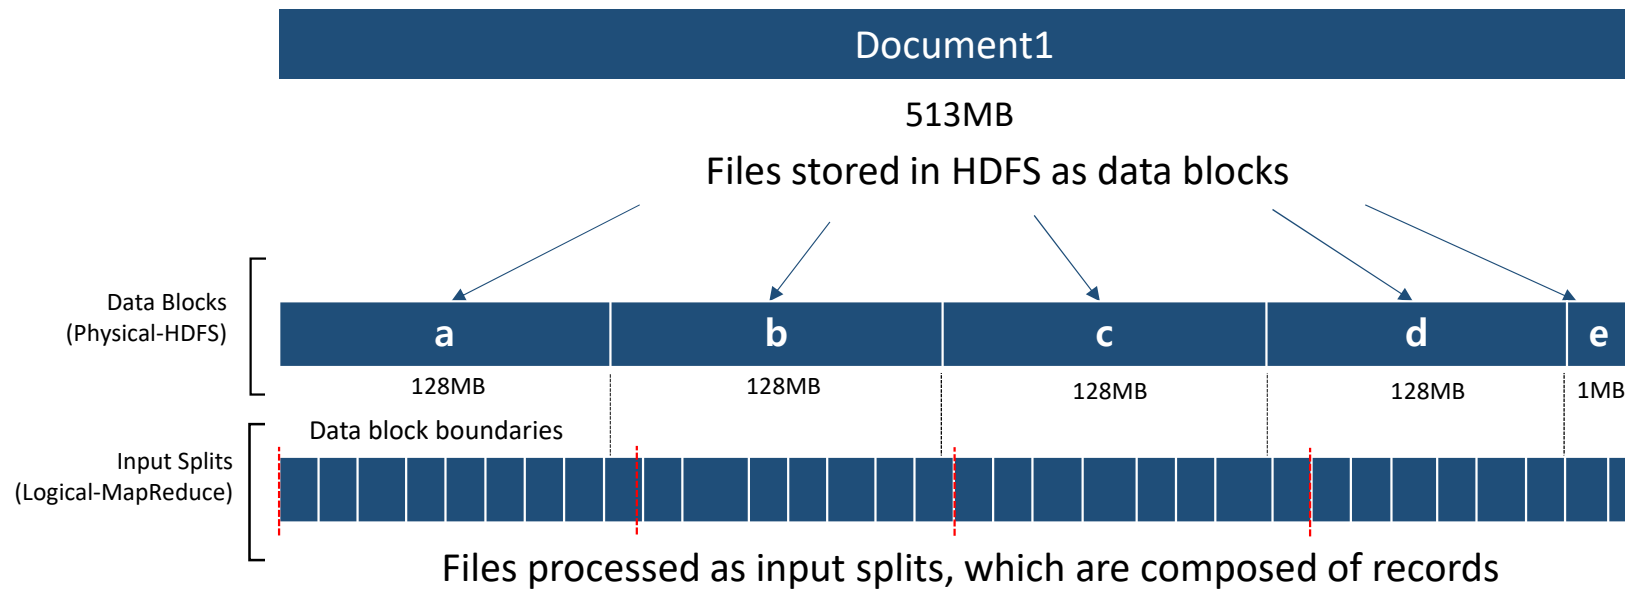 Document1
513MB
Files stored in HDFS as data blocks
Data Blocks
(Physical-HDFS)
a
b
c
d
e
128MB
128MB
128MB
128MB
1MB
Data block boundaries
Input Splits
(Logical-MapReduce)
Files processed as input splits, which are composed of records